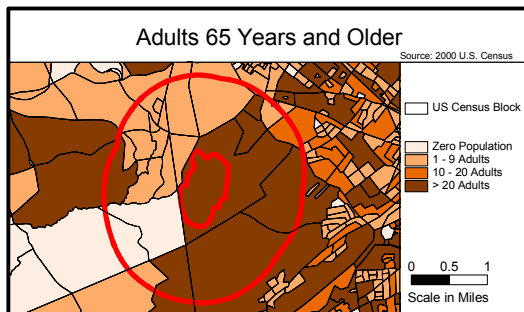 Adults 65 Years and Older
Source: 2000 U.S. Census
US Census Block
Zero Population
1 - 9 Adults
10 - 20 Adults
> 20 Adults
0 0.5 1
Scale in Miles